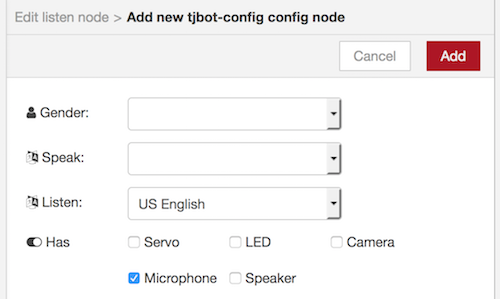 Edit listen node > Add new tjbot-config config node
Cancel Add
Gender:
Speak:
Listen: US English
Has Servo LED Camera
Microphone Speaker